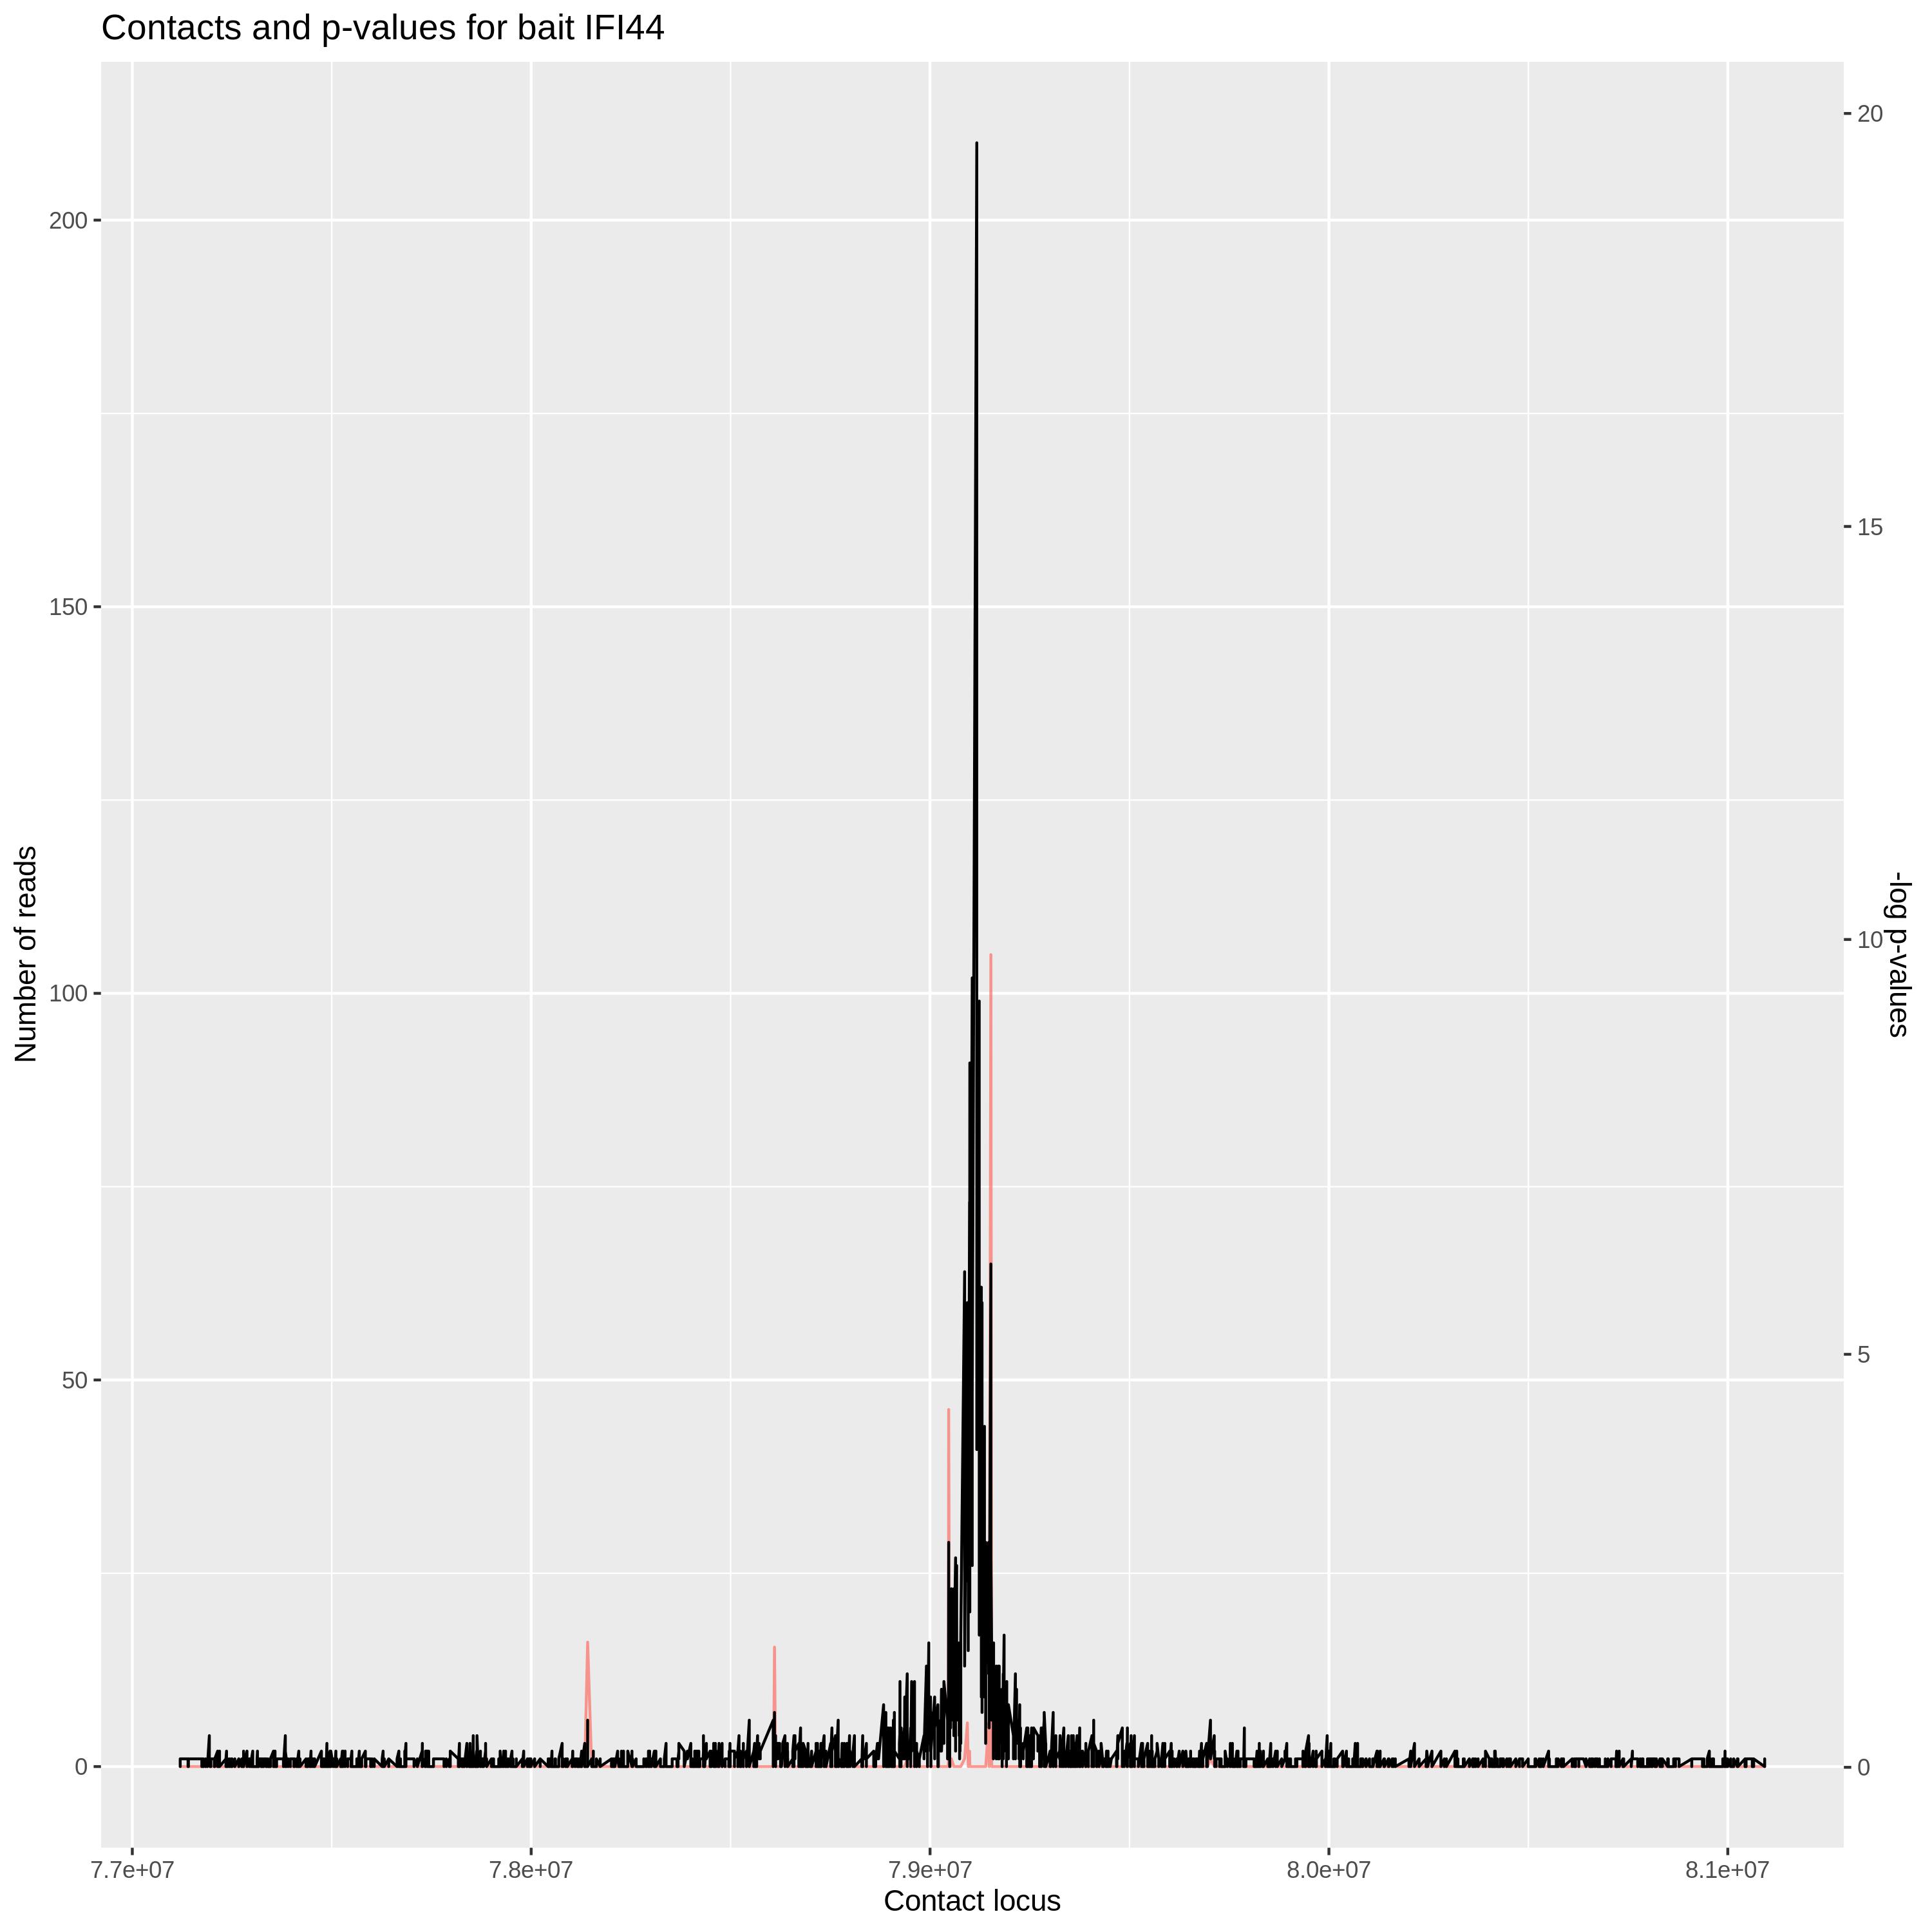 Contacts and p-values for bait IFI44
Number of reads
200
150
100
50
0
20
15
10
5
0
-log p-values
7.7e+07 7.8e+07 7.9e+07 8.0e+07 8.1e+07
Contact locus